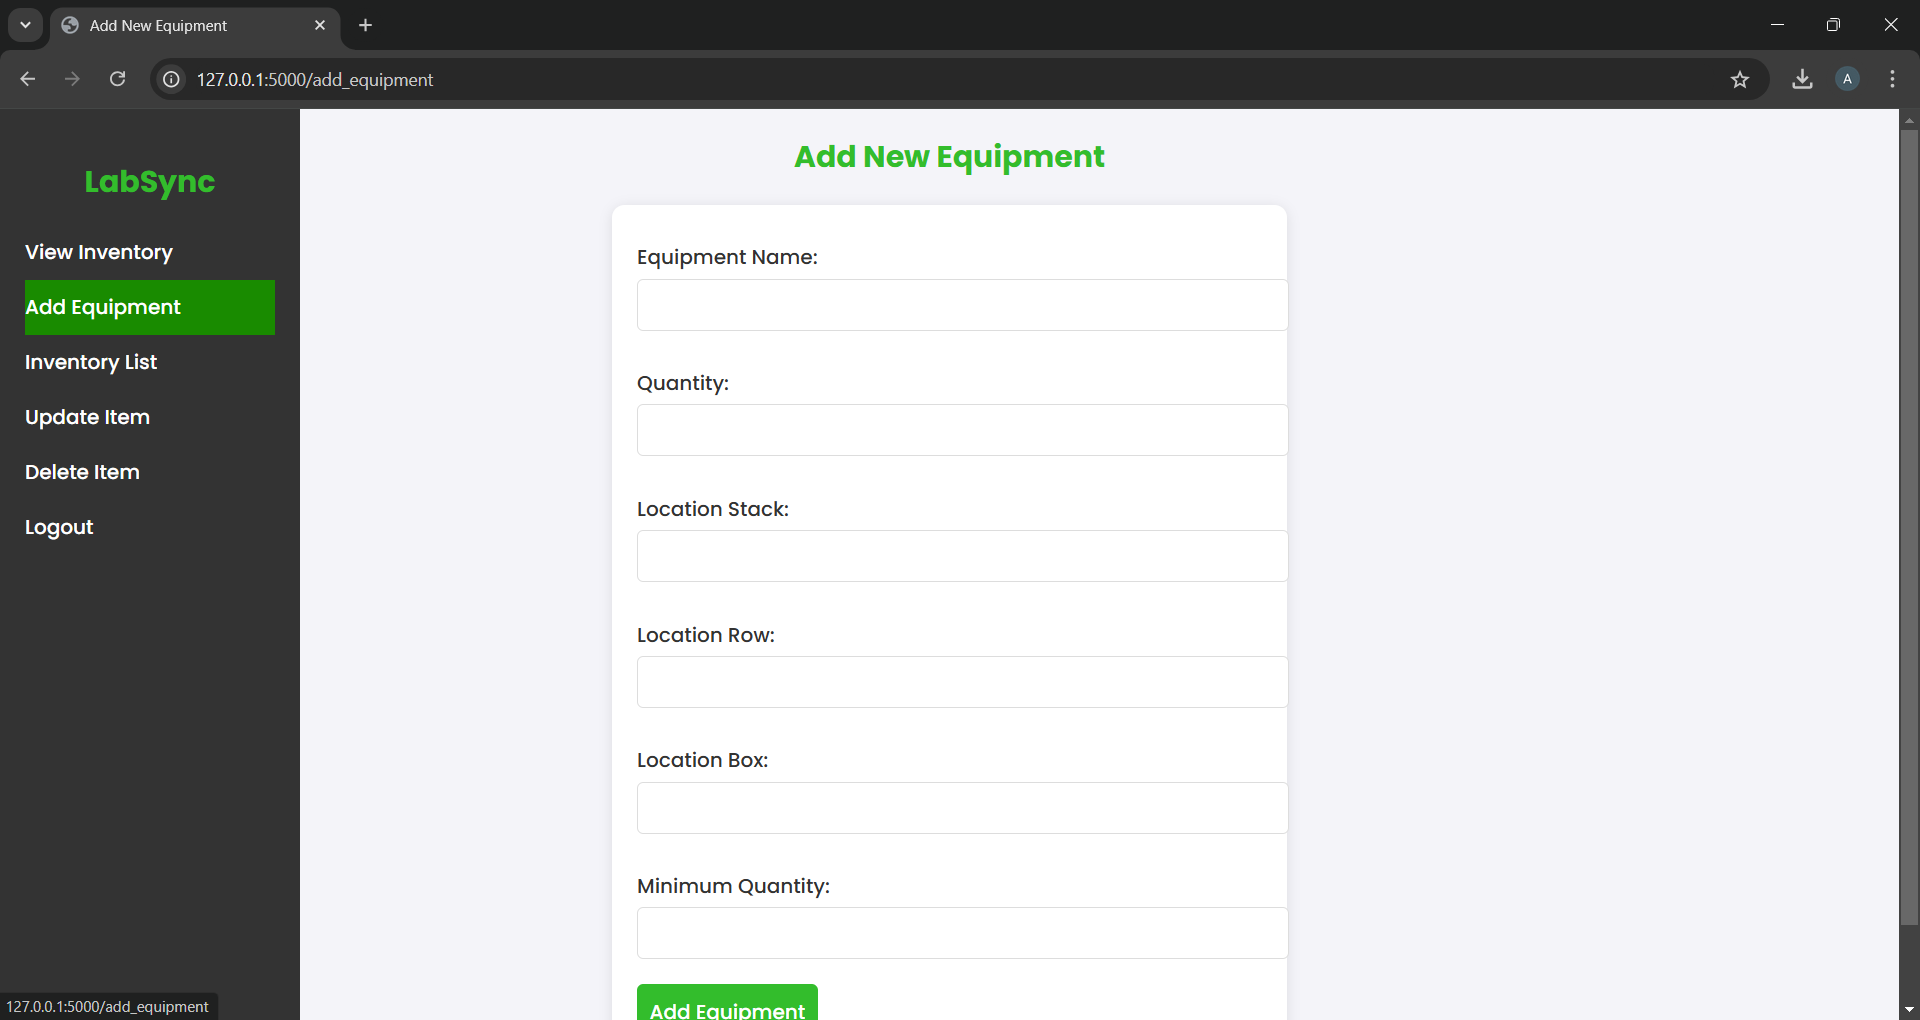 Add New Equipment
127.0.0.1:5000/add_equipment
A
LabSync
View Inventory
Add Equipment
Inventory List
Update Item
Delete Item
Logout
Add New Equipment
Equipment Name:
Quantity:
Location Stack:
Location Row:
Location Box:
Minimum Quantity:
Add Equipment
127.0.0.1:5000/add_equipment